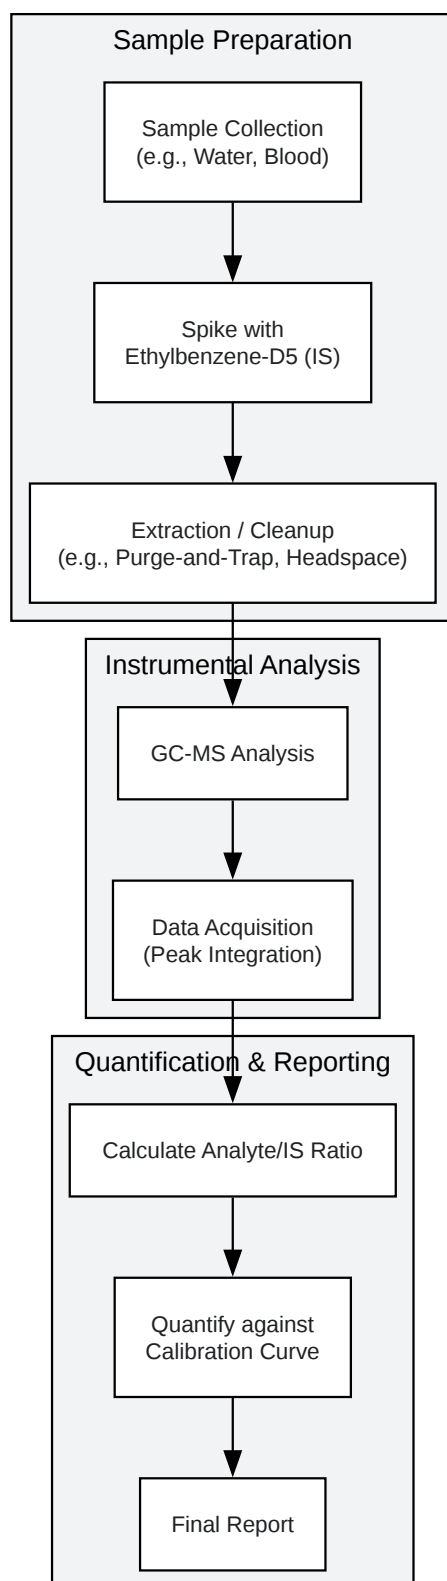 Sample Preparation
Sample Collection
(e.g., Water, Blood)
Spike with
Ethylbenzene-D5 (IS)
Extraction / Cleanup
(e.g., Purge-and-Trap, Headspace)
Instrumental Analysis
GC-MS Analysis
Data Acquisition
(Peak Integration)
Quantification & Reporting
Calculate Analyte/IS Ratio
Quantify against
Calibration Curve
Final Report